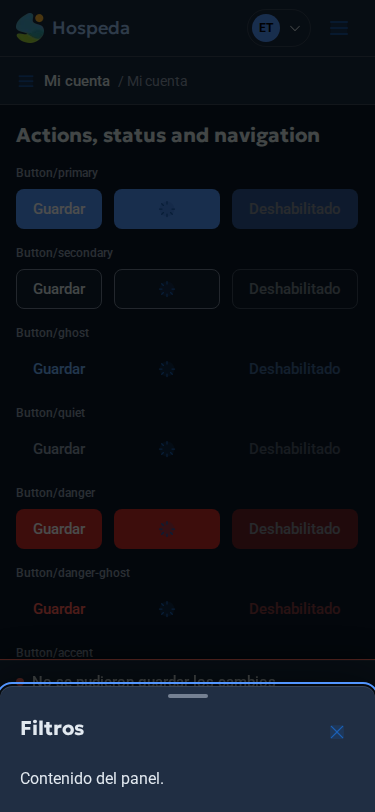 Hospeda
ET
Mi cuenta / Mi cuenta
Actions, status and navigation
Button/primary
Guardar
Deshabilitado
Button/secondary
Guardar
Deshabilitado
Button/ghost
Guardar
Deshabilitado
Button/quiet
Guardar
Deshabilitado
Button/danger
Guardar
Deshabilitado
Button/danger-ghost
Guardar
Deshabilitado
Button/accent
No se pudieron guardar los cambios
Filtros
Contenido del panel.